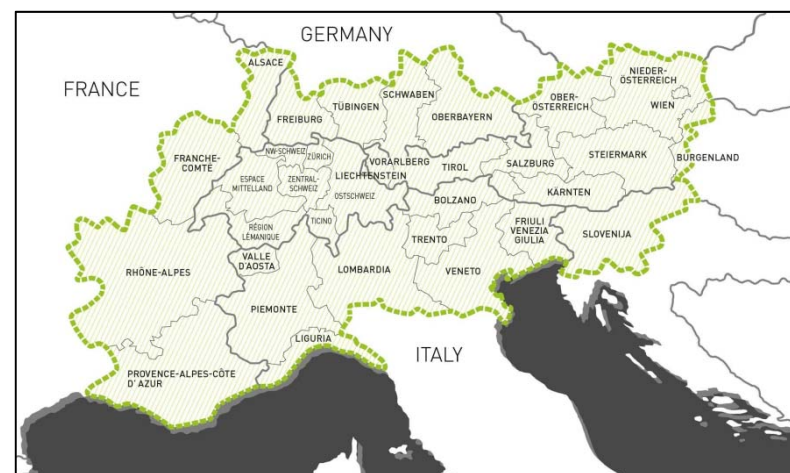 GERMANY
FRANCE
ALSACE
FREIBURG
TÜBINGEN
SCHWABEN
OBERBAYERN
OBER-
ÖSTERREICH
NIEDER-
ÖSTERREICH
WIEN
BURGENLAND
FRANCHE-
COMTÉ
NW-SCHWEIZ
ZÜRICH
ESPACE
MITTELLAND
ZENTRAL-
SCHWEIZ
LIECHTENSTEIN
OSTSCHWEIZ
VORARLBERG
TIROL
SALZBURG
STEIERMARK
KÄRNTEN
BOLZANO
RÉGION
LÉMANIQUE
TICINO
TRENTO
FRIULI
VENEZIA
GIULIA
SLOVENIJA
VALLE
D'AOSTA
RHÔNE-ALPES
LOMBARDIA
VENETO
PIEMONTE
LIGURIA
ITALY
PROVENCE-ALPES-CÔTE
D' AZUR